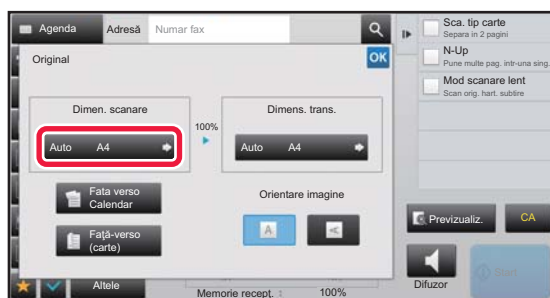 Agenda
Adresă
Numar fax
Sca. tip carte
Separa in 2 pagini
N-Up
Pune multe pag. intr-una sing.
Mod scanare lent
Scan orig. hart. subtire
Original
OK
Dimen. scanare
100%
Dimens. trans.
Auto A4
Auto A4
Fata verso
Calendar
Orientare imagine
Faţă-verso
(carte)
A
A
Previzualiz.
CA
Start
Difuzor
Altele
Memorie recepţ. :
100%